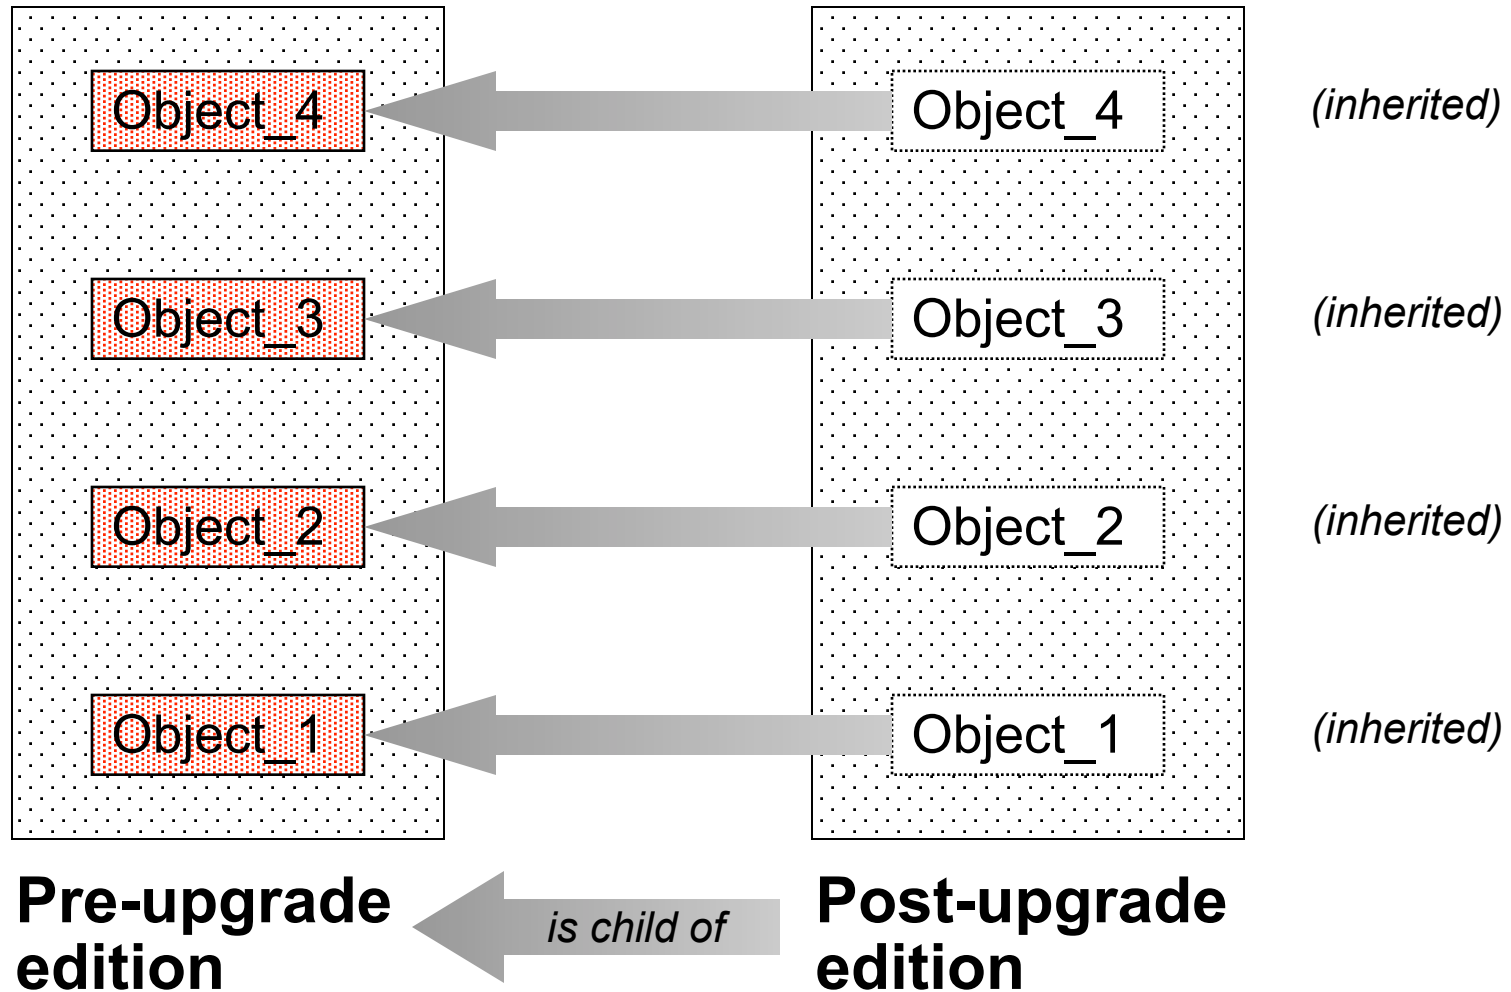 Object_4 Object_4 (inherited)
Object_3 Object_3 (inherited)
Object_2 Object_2 (inherited)
Object_1 Object_1 (inherited)
Pre-upgrade
edition
is child of
Post-upgrade
edition